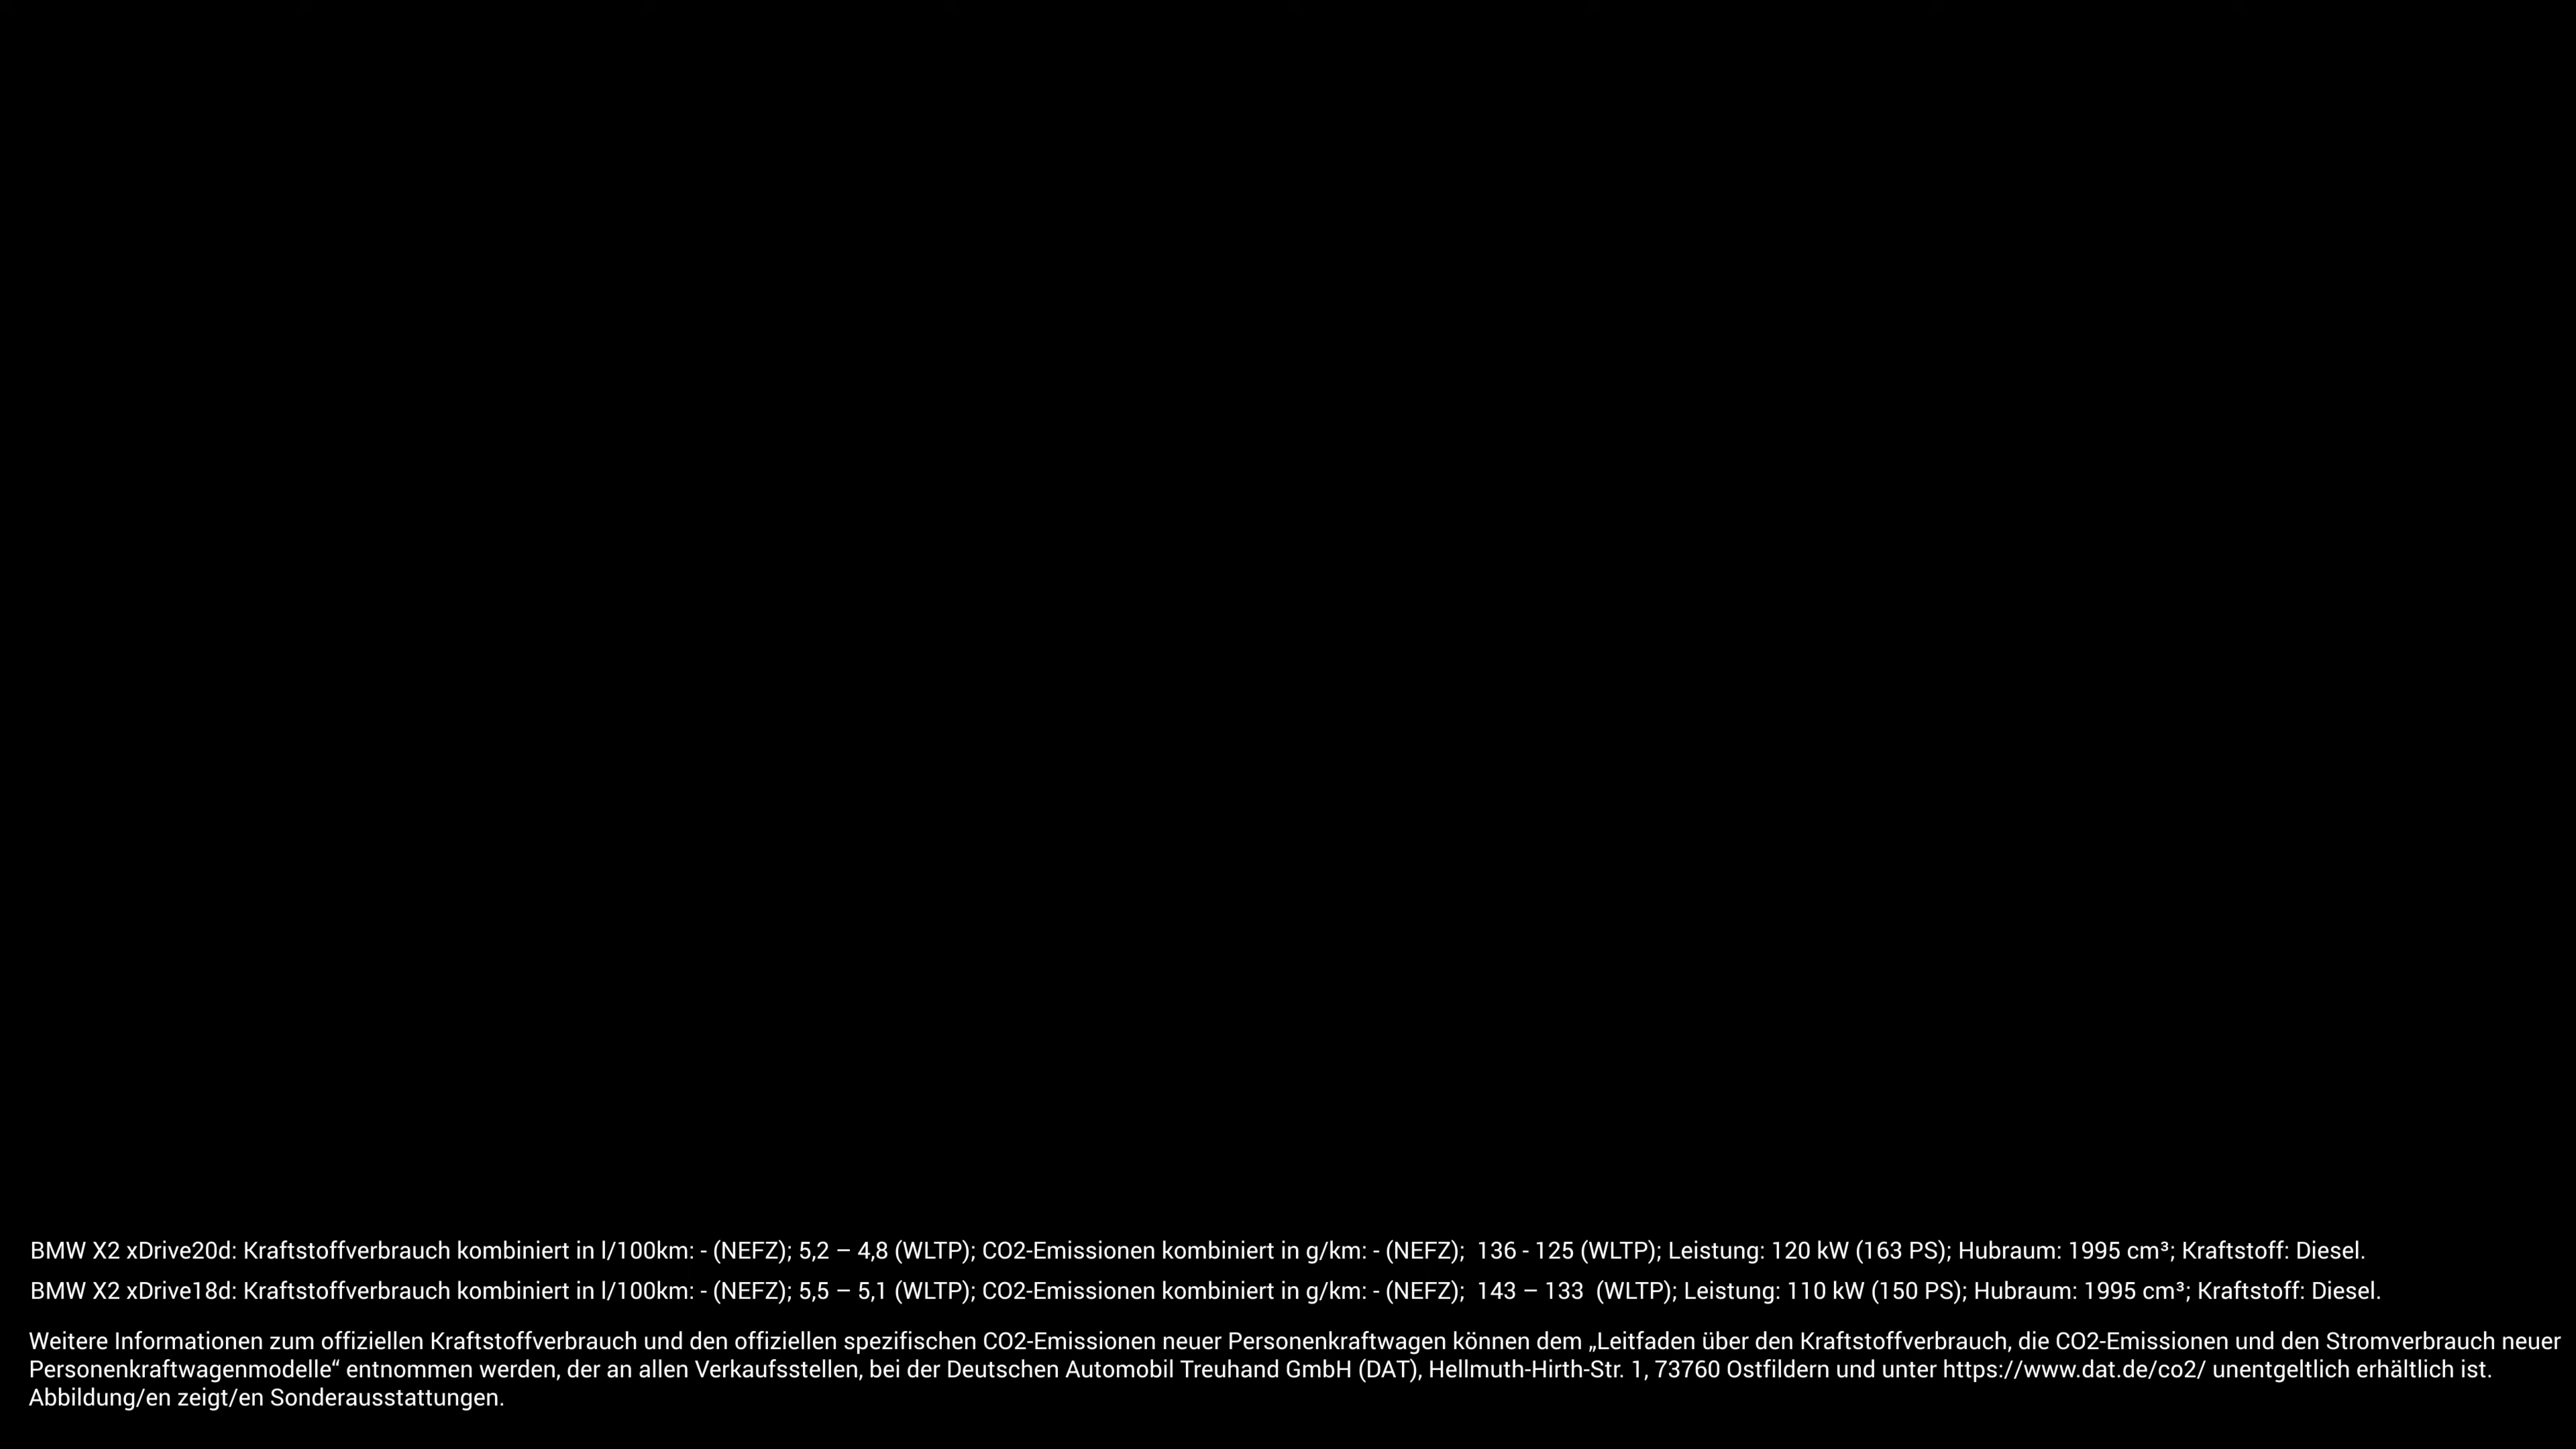 BMW X2 xDrive20d: Kraftstoffverbrauch kombiniert in l/100km: - (NEFZ); 5,2 – 4,8 (WLTP); CO2-Emissionen kombiniert in g/km: - (NEFZ);  136 - 125 (WLTP); Leistung: 120 kW (163 PS); Hubraum: 1995 cm³; Kraftstoff: Diesel.
BMW X2 xDrive18d: Kraftstoffverbrauch kombiniert in l/100km: - (NEFZ); 5,5 – 5,1 (WLTP); CO2-Emissionen kombiniert in g/km: - (NEFZ);  143 – 133  (WLTP); Leistung: 110 kW (150 PS); Hubraum: 1995 cm³; Kraftstoff: Diesel.
Weitere Informationen zum offiziellen Kraftstoffverbrauch und den offiziellen spezifischen CO2-Emissionen neuer Personenkraftwagen können dem „Leitfaden über den Kraftstoffverbrauch, die CO2-Emissionen und den Stromverbrauch neuer
Personenkraftwagenmodelle“ entnommen werden, der an allen Verkaufsstellen, bei der Deutschen Automobil Treuhand GmbH (DAT), Hellmuth-Hirth-Str. 1, 73760 Ostfildern und unter https://www.dat.de/co2/ unentgeltlich erhältlich ist.
Abbildung/en zeigt/en Sonderausstattungen.